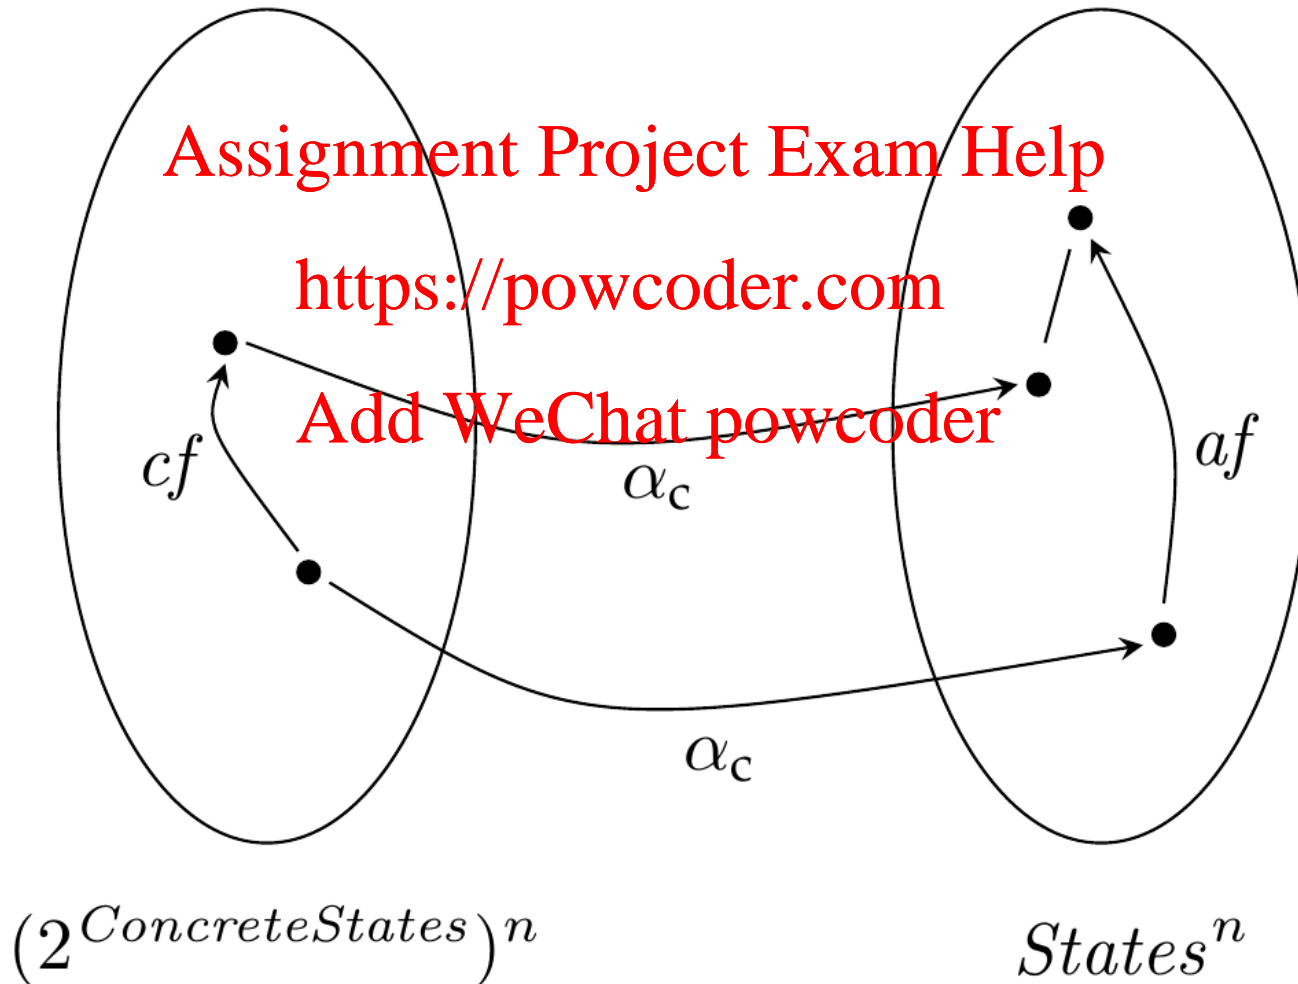 Assignment Project Exam Help
https://powcoder.com
Add WeChat powcoder
cf
af
αc
αc
(2^ConcreteStates)^n
States^n